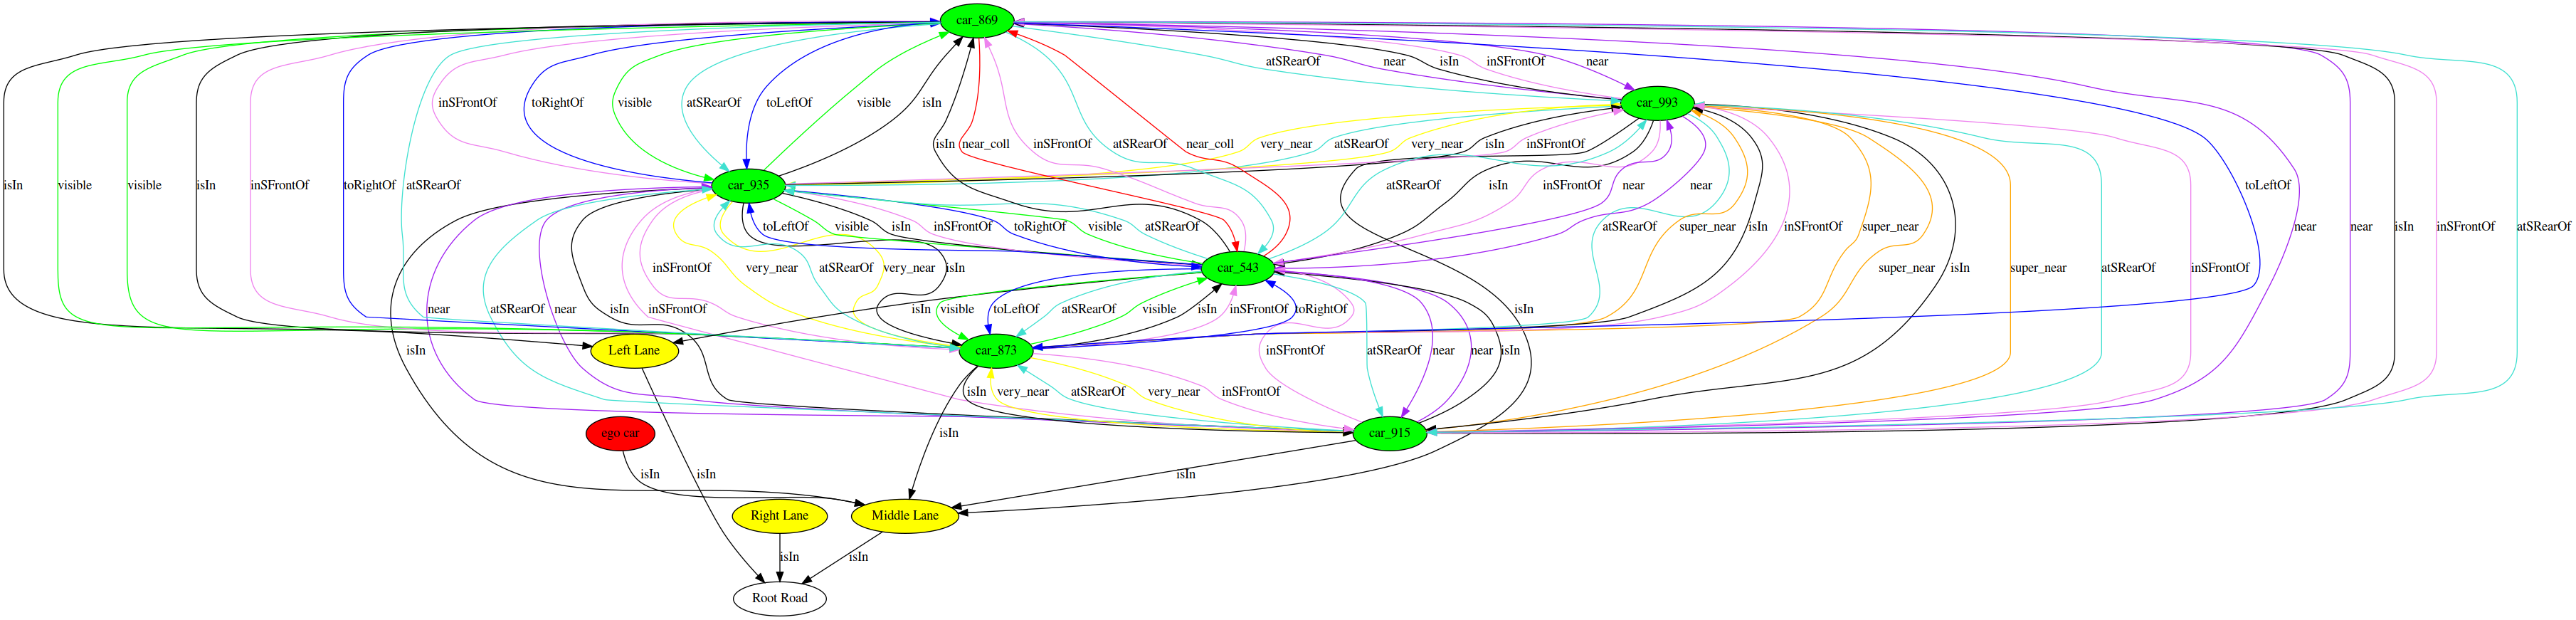 car_869
atSRearOf near isIn inSFrontOf near
car_993
inSFrontOf toRightOf visible atSRearOf toLeftOf visible isIn
isIn near_coll inSFrontOf atSRearOf near_coll very_near atSRearOf very_near isIn inSFrontOf
isIn visible visible isIn inSFrontOf toRightOf atSRearOf
car_935
atSRearOf isIn inSFrontOf near near toLeftOf
toLeftOf visible isIn inSFrontOf toRightOf visible atSRearOf
atSRearOf super_near isIn inSFrontOf super_near near near isIn inSFrontOf atSRearOf
inSFrontOf very_near atSRearOf very_near isIn
car_543
super_near isIn super_near atSRearOf inSFrontOf
near atSRearOf near isIn inSFrontOf
isIn visible toLeftOf atSRearOf visible isIn inSFrontOf toRightOf
isIn
isIn
Left Lane
car_873
inSFrontOf atSRearOf near near isIn
isIn very_near atSRearOf very_near inSFrontOf
ego car
isIn
car_915
isIn isIn
isIn
Right Lane
Middle Lane
isIn isIn
Root Road